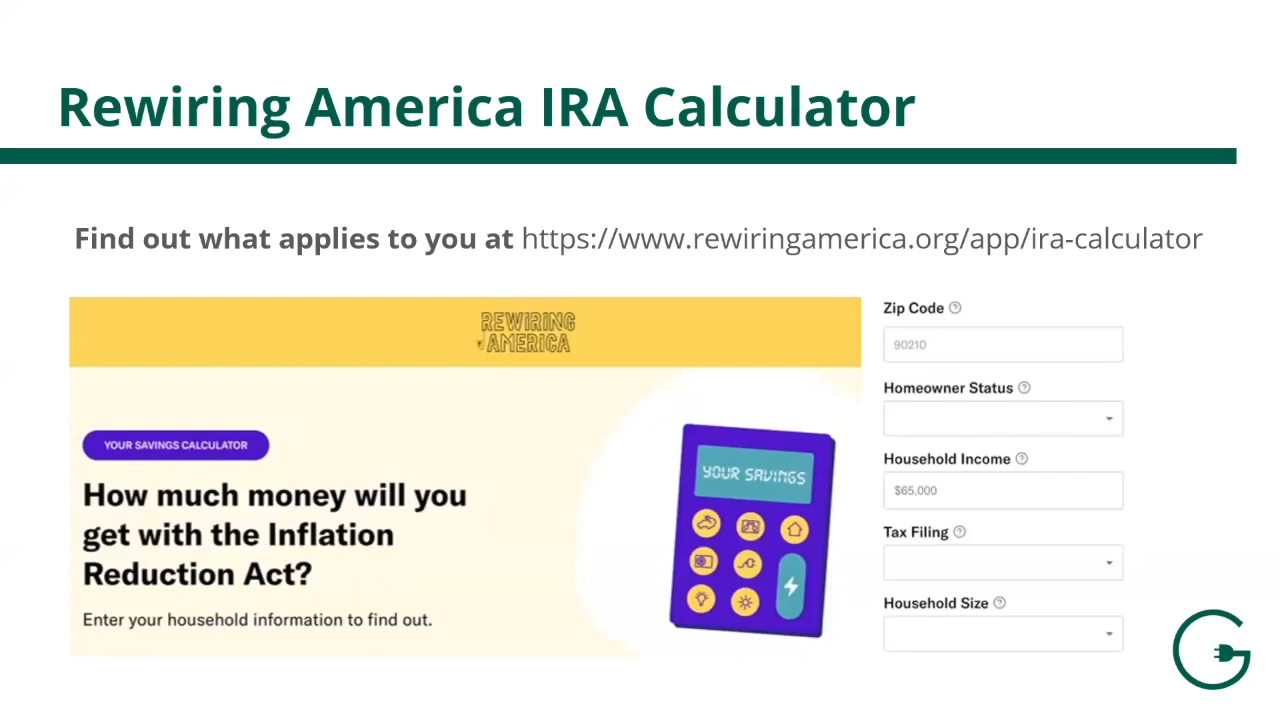 Rewiring America IRA Calculator
Find out what applies to you at https://www.rewiringamerica.org/app/ira-calculator
REWIRING
AMERICA
YOUR SAVINGS CALCULATOR
How much money will you
get with the Inflation
Reduction Act?
Enter your household information to find out.
YOUR SAVINGS
Zip Code ?
90210
Homeowner Status ?
Household Income ?
$65,000
Tax Filing ?
Household Size ?
G